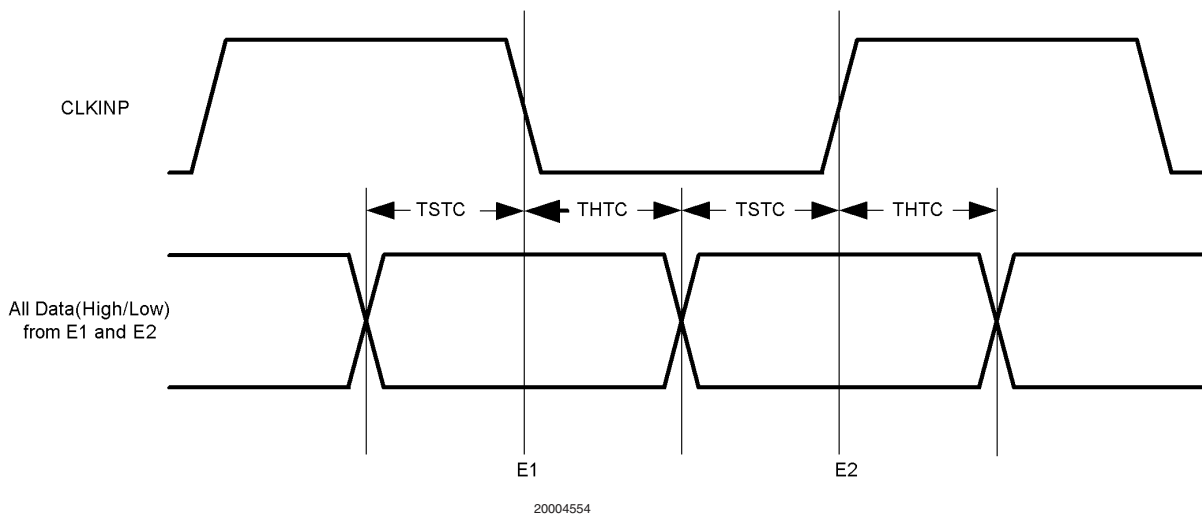 CLKINP
TSTC
THTC
TSTC
THTC
All Data(High/Low)
from E1 and E2
E1
E2
20004554